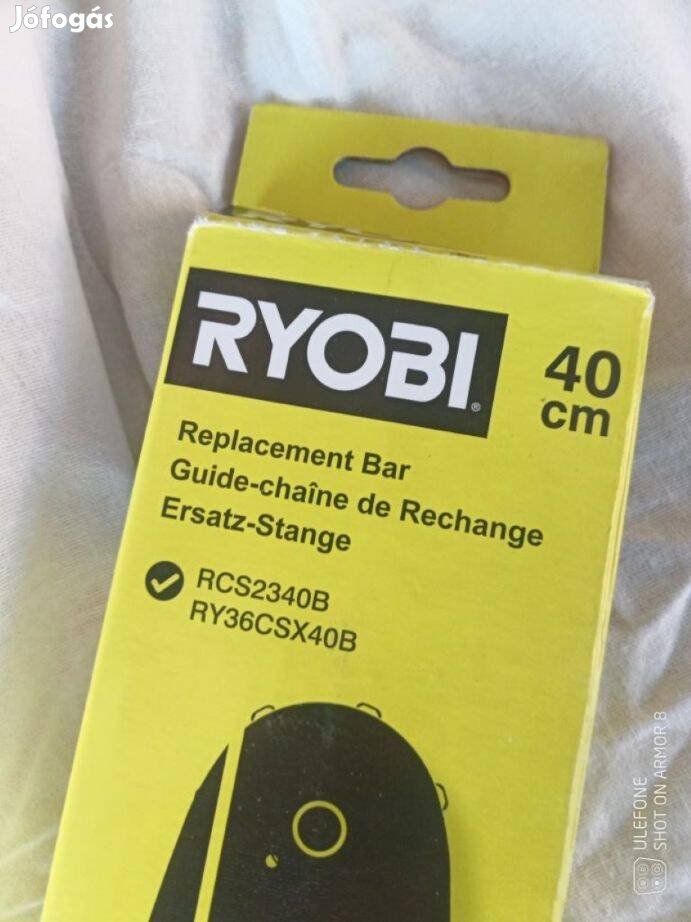 Jófogás
RYOBI®
40
cm
Replacement Bar
Guide-chaîne de Rechange
Ersatz-Stange
RCS2340B
RY36CSX40B
ULEFONE
SHOT ON ARMOR 8